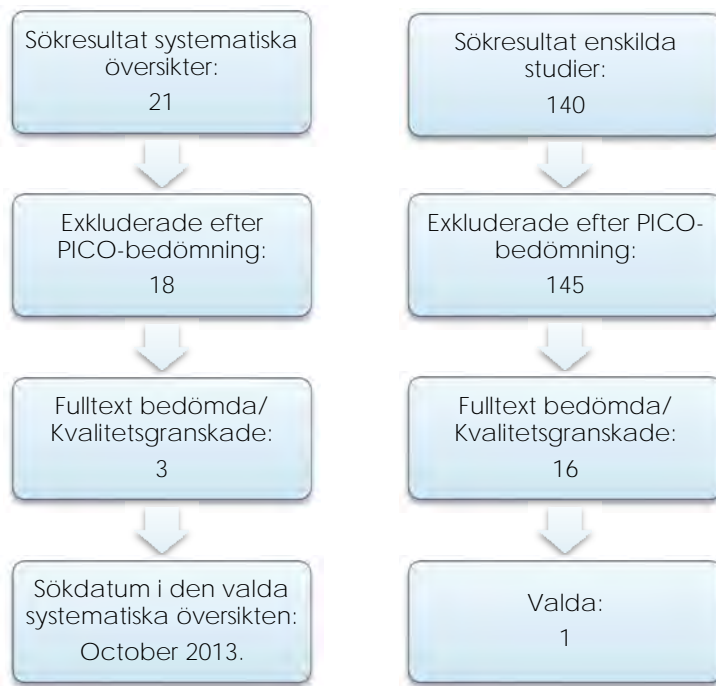 Sökresultat systematiska
översikter:
21
Exkluderade efter
PICO-bedömning:
18
Fulltext bedömda/
Kvalitetsgranskade:
3
Sökdatum i den valda
systematiska översikten:
October 2013.
Sökresultat enskilda
studier:
140
Exkluderade efter PICO-
bedömning:
145
Fulltext bedömda/
Kvalitetsgranskade:
16
Valda:
1